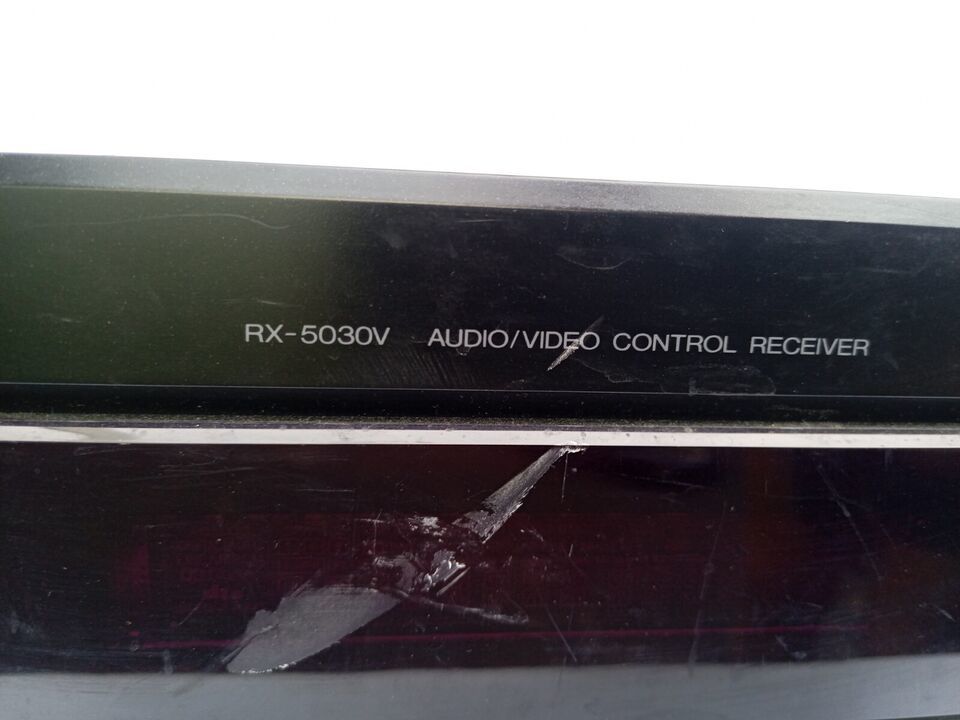 RX-5030V AUDIO/VIDEO CONTROL RECEIVER